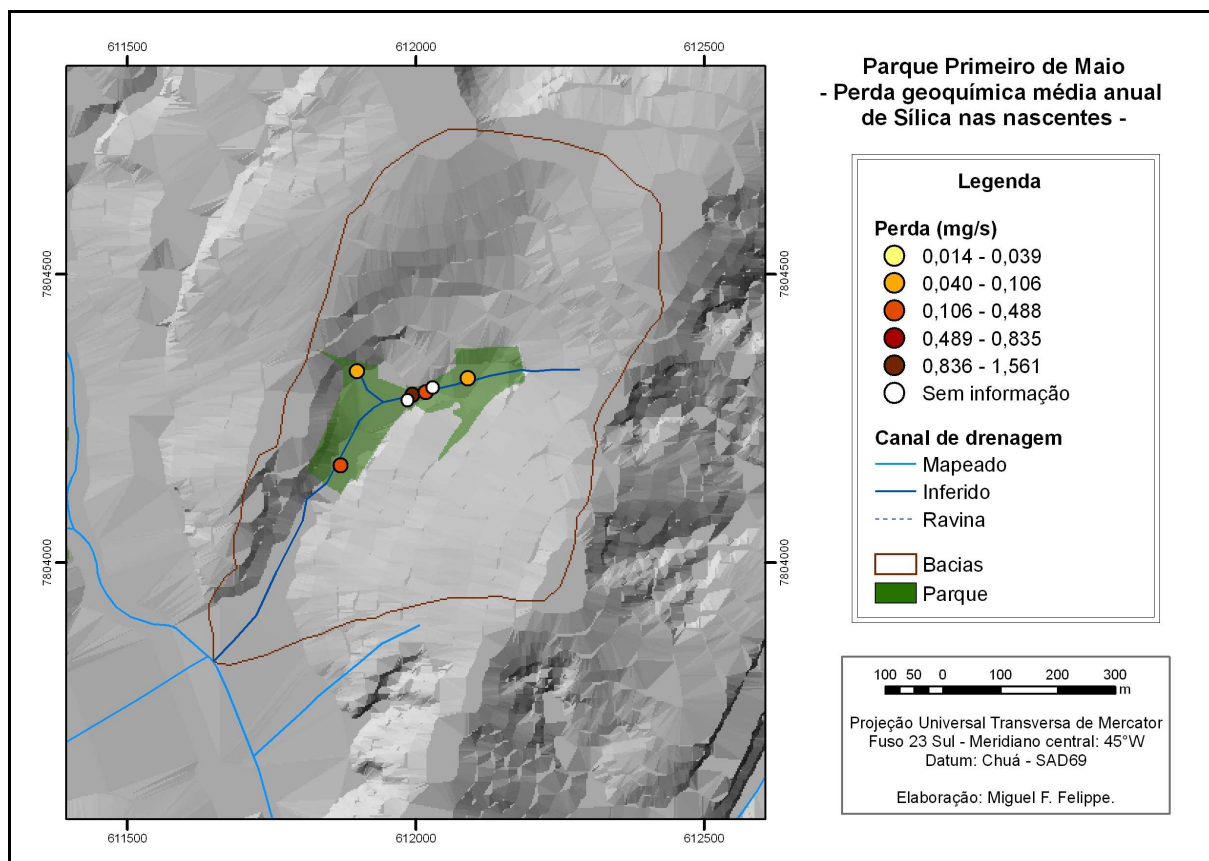 611500
612000
612500
7804500
7804500
7804000
7804000
611500
612000
612500
Parque Primeiro de Maio
- Perda geoquímica média anual
de Sílica nas nascentes -
Legenda
Perda (mg/s)
0,014 - 0,039
0,040 - 0,106
0,106 - 0,488
0,489 - 0,835
0,836 - 1,561
Sem informação
Canal de drenagem
Mapeado
Inferido
Ravina
Bacias
Parque
100 50 0 100 200 300
m
Projeção Universal Transversa de Mercator
Fuso 23 Sul - Meridiano central: 45°W
Datum: Chuá - SAD69
Elaboração: Miguel F. Felippe.